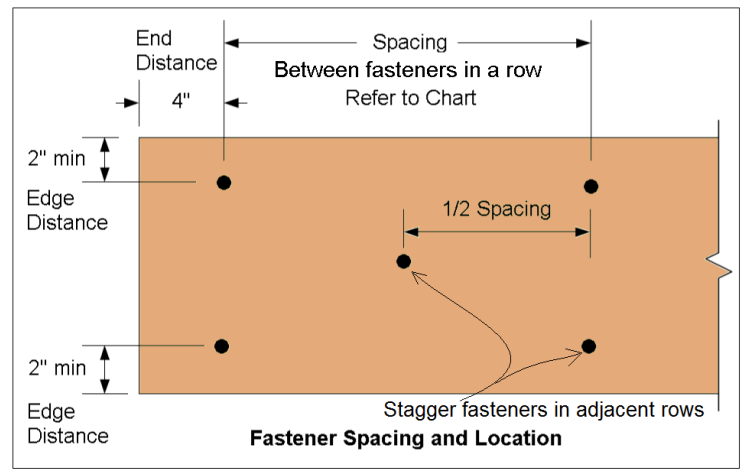 End
Distance
Spacing
Between fasteners in a row
Refer to Chart
4"
2" min
Edge
Distance
1/2 Spacing
2" min
Edge
Distance
Stagger fasteners in adjacent rows
Fastener Spacing and Location